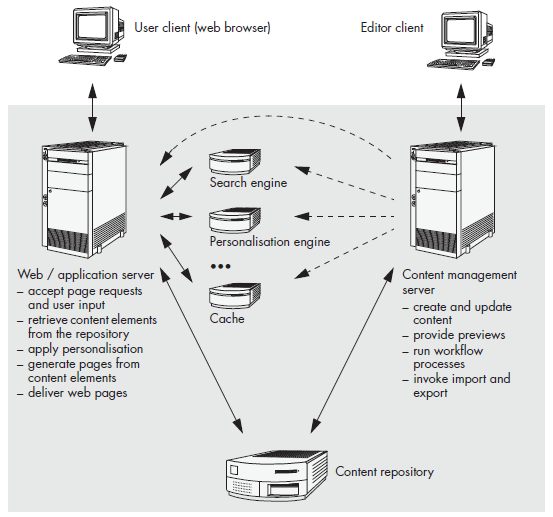 User client (web browser)
Editor client
Search engine
Personalisation engine
•••
Cache
Web / application server
– accept page requests
and user input
– retrieve content elements
from the repository
– apply personalisation
– generate pages from
content elements
– deliver web pages
Content management
server
– create and update
content
– provide previews
– run workflow
processes
– invoke import and
export
Content repository